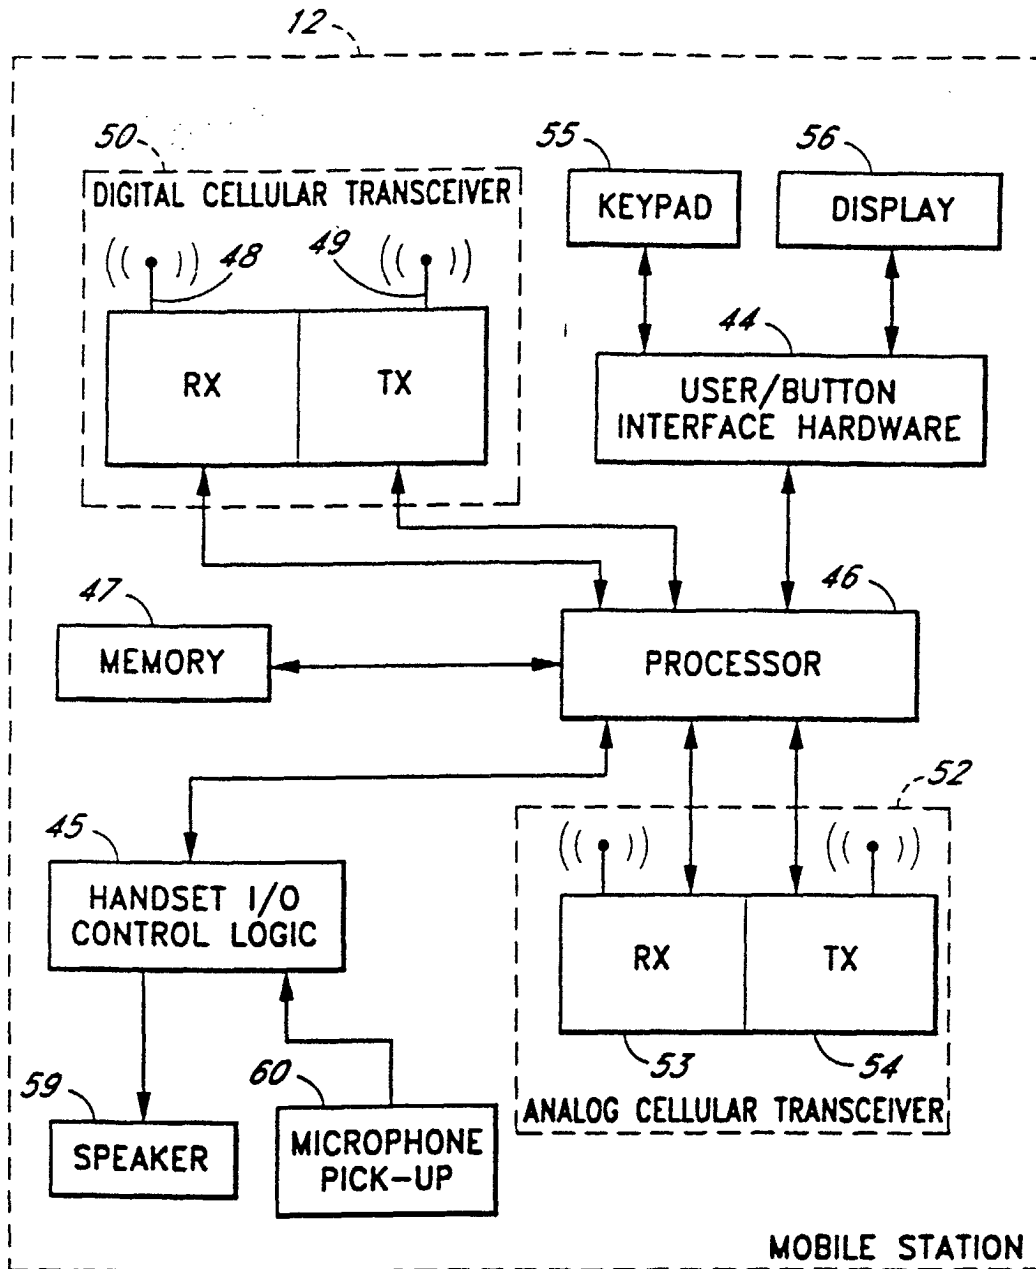 12
50
DIGITAL CELLULAR TRANSCEIVER
48
49
RX
TX
55
KEYPAD
56
DISPLAY
44
USER/BUTTON
INTERFACE HARDWARE
47
MEMORY
46
PROCESSOR
45
HANDSET I/O
CONTROL LOGIC
52
RX
TX
53
54
ANALOG CELLULAR TRANSCEIVER
59
SPEAKER
60
MICROPHONE
PICK-UP
MOBILE STATION